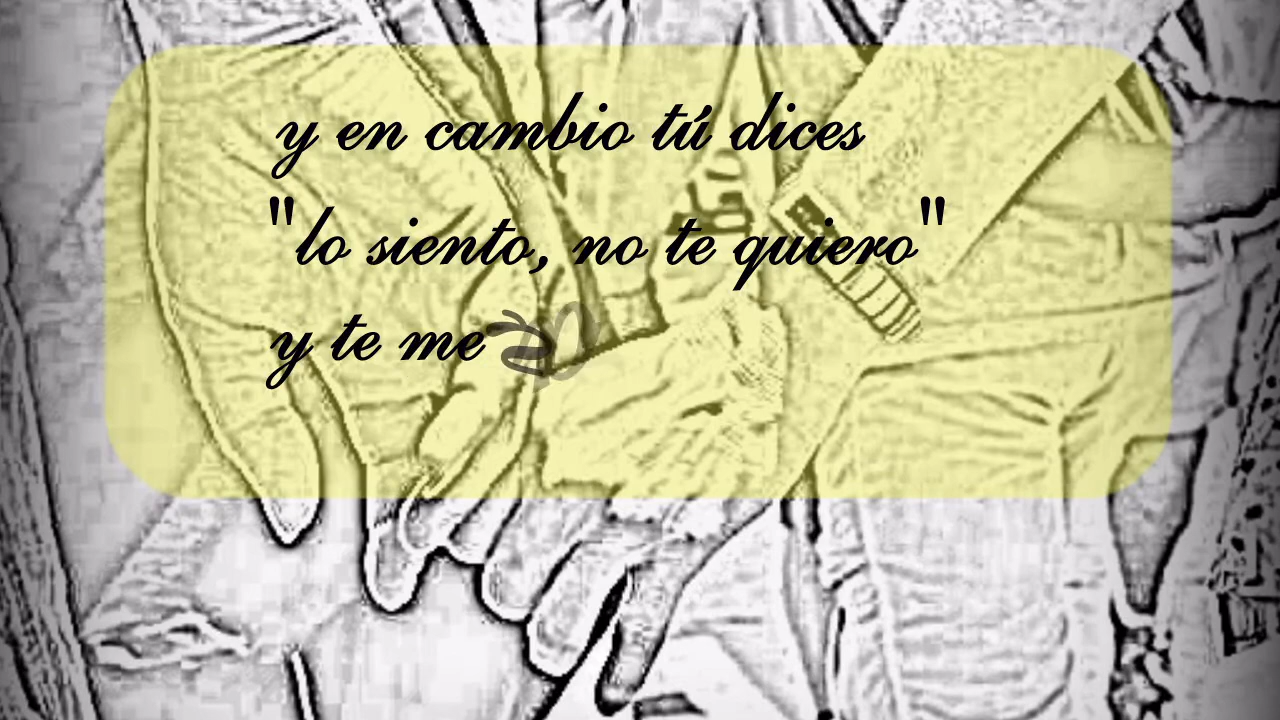 y en cambio tú dices
"lo siento, no te quiero"
y te me